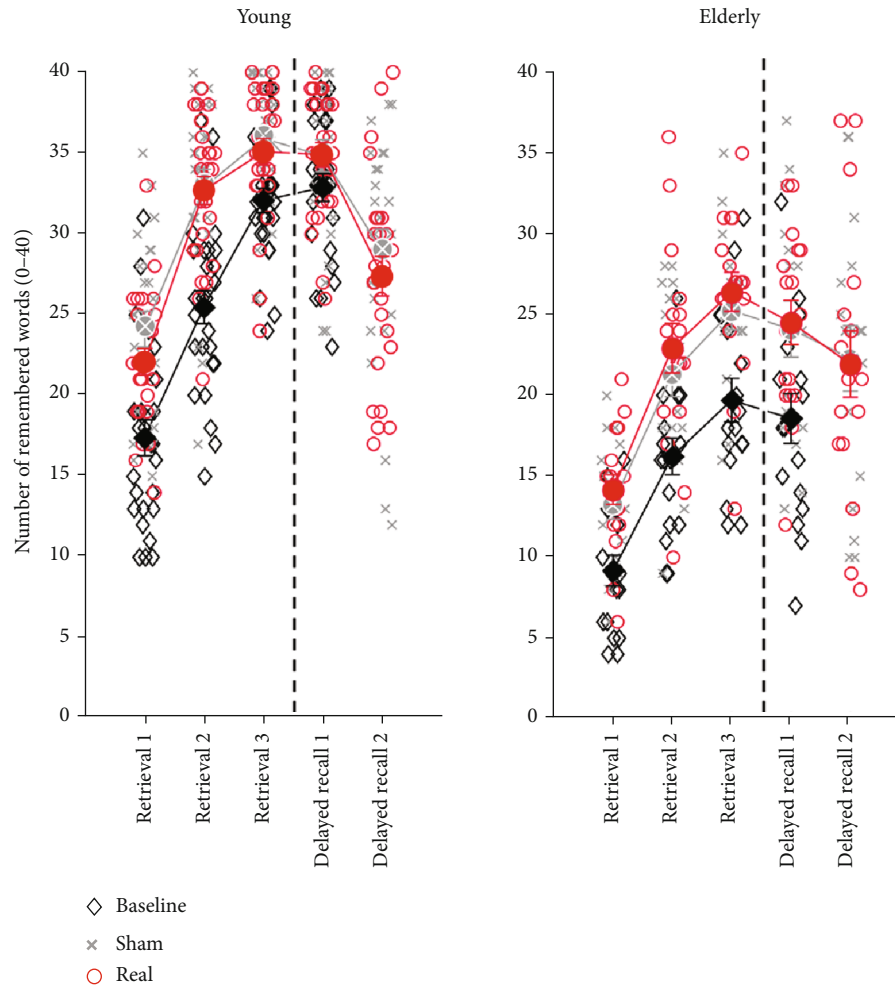 Young
Elderly
Number of remembered words (0–40)
40
35
30
25
20
15
10
5
0
40
35
30
25
20
15
10
5
0
Retrieval 1
Retrieval 2
Retrieval 3
Delayed recall 1
Delayed recall 2
Retrieval 1
Retrieval 2
Retrieval 3
Delayed recall 1
Delayed recall 2
Baseline
Sham
Real